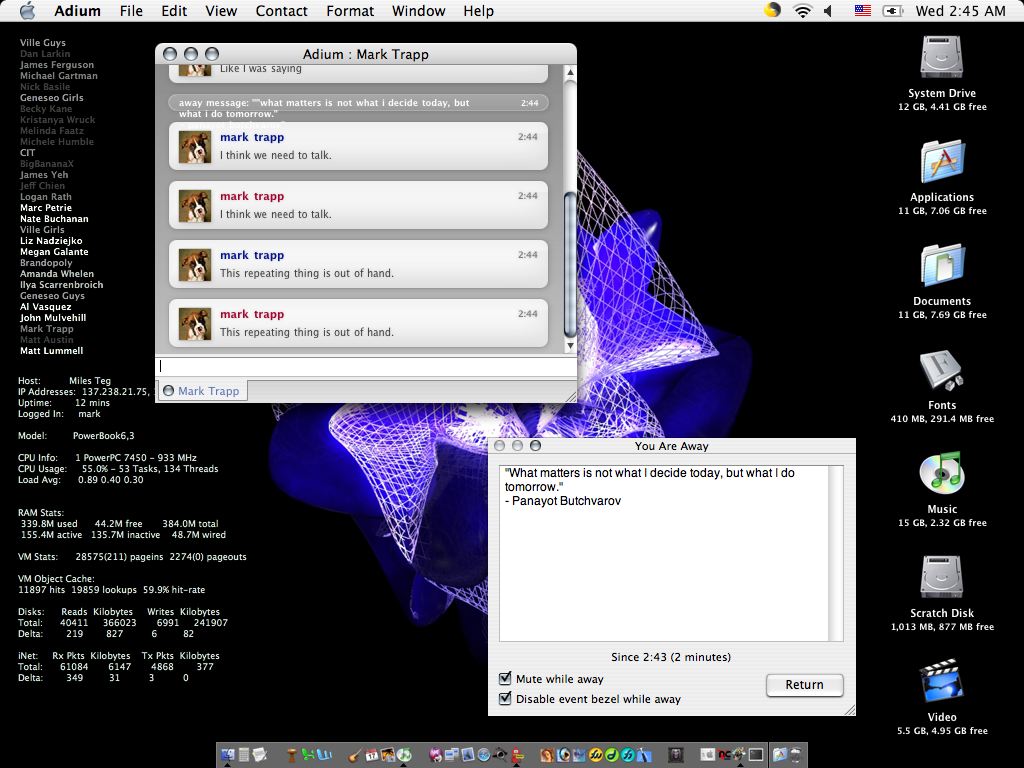 Adium File Edit View Contact Format Window Help Wed 2:45 AM
Ville Guys
Dan Larkin
James Ferguson
Michael Gartman
Nick Basile
Geneseo Girls
Becky Kane
Kristanya Wruck
Melinda Faatz
Michele Humble
CIT
BigBananaX
James Yeh
Jeff Chien
Logan Rath
Marc Petrie
Nate Buchanan
Ville Girls
Liz Nadziejko
Megan Galante
Brandopoly
Amanda Whelen
Ilya Scarrenbroich
Geneseo Guys
Al Vasquez
John Mulvehill
Mark Trapp
Matt Austin
Matt Lummell
Host: Miles Teg
IP Addresses: 137.238.21.75,
Uptime: 12 mins
Logged In: mark
Model: PowerBook6,3
CPU Info: 1 PowerPC 7450 - 933 MHz
CPU Usage: 55.0% - 53 Tasks, 134 Threads
Load Avg: 0.89 0.40 0.30
RAM Stats:
339.8M used 44.2M free 384.0M total
155.4M active 135.7M inactive 48.7M wired
VM Stats: 28575(211) pageins 2274(0) pageouts
VM Object Cache:
11897 hits 19859 lookups 59.9% hit-rate
Disks: Reads Kilobytes Writes Kilobytes
Total: 40411 366023 6991 241907
Delta: 219 827 6 82
iNet: Rx Pkts Kilobytes Tx Pkts Kilobytes
Total: 61084 6147 4868 377
Delta: 349 31 3 0
Adium : Mark Trapp
Like I was saying
away message: ""what matters is not what i decide today, but 2:44
what i do tomorrow."
mark trapp 2:44
I think we need to talk.
mark trapp 2:44
I think we need to talk.
mark trapp 2:44
This repeating thing is out of hand.
mark trapp 2:44
This repeating thing is out of hand.
Mark Trapp
You Are Away
"What matters is not what I decide today, but what I do
tomorrow."
- Panayot Butchvarov
Since 2:43 (2 minutes)
Mute while away
Disable event bezel while away
Return
System Drive
12 GB, 4.41 GB free
Applications
11 GB, 7.06 GB free
Documents
11 GB, 7.69 GB free
Fonts
410 MB, 291.4 MB free
Music
15 GB, 2.32 GB free
Scratch Disk
1,013 MB, 877 MB free
Video
5.5 GB, 4.95 GB free